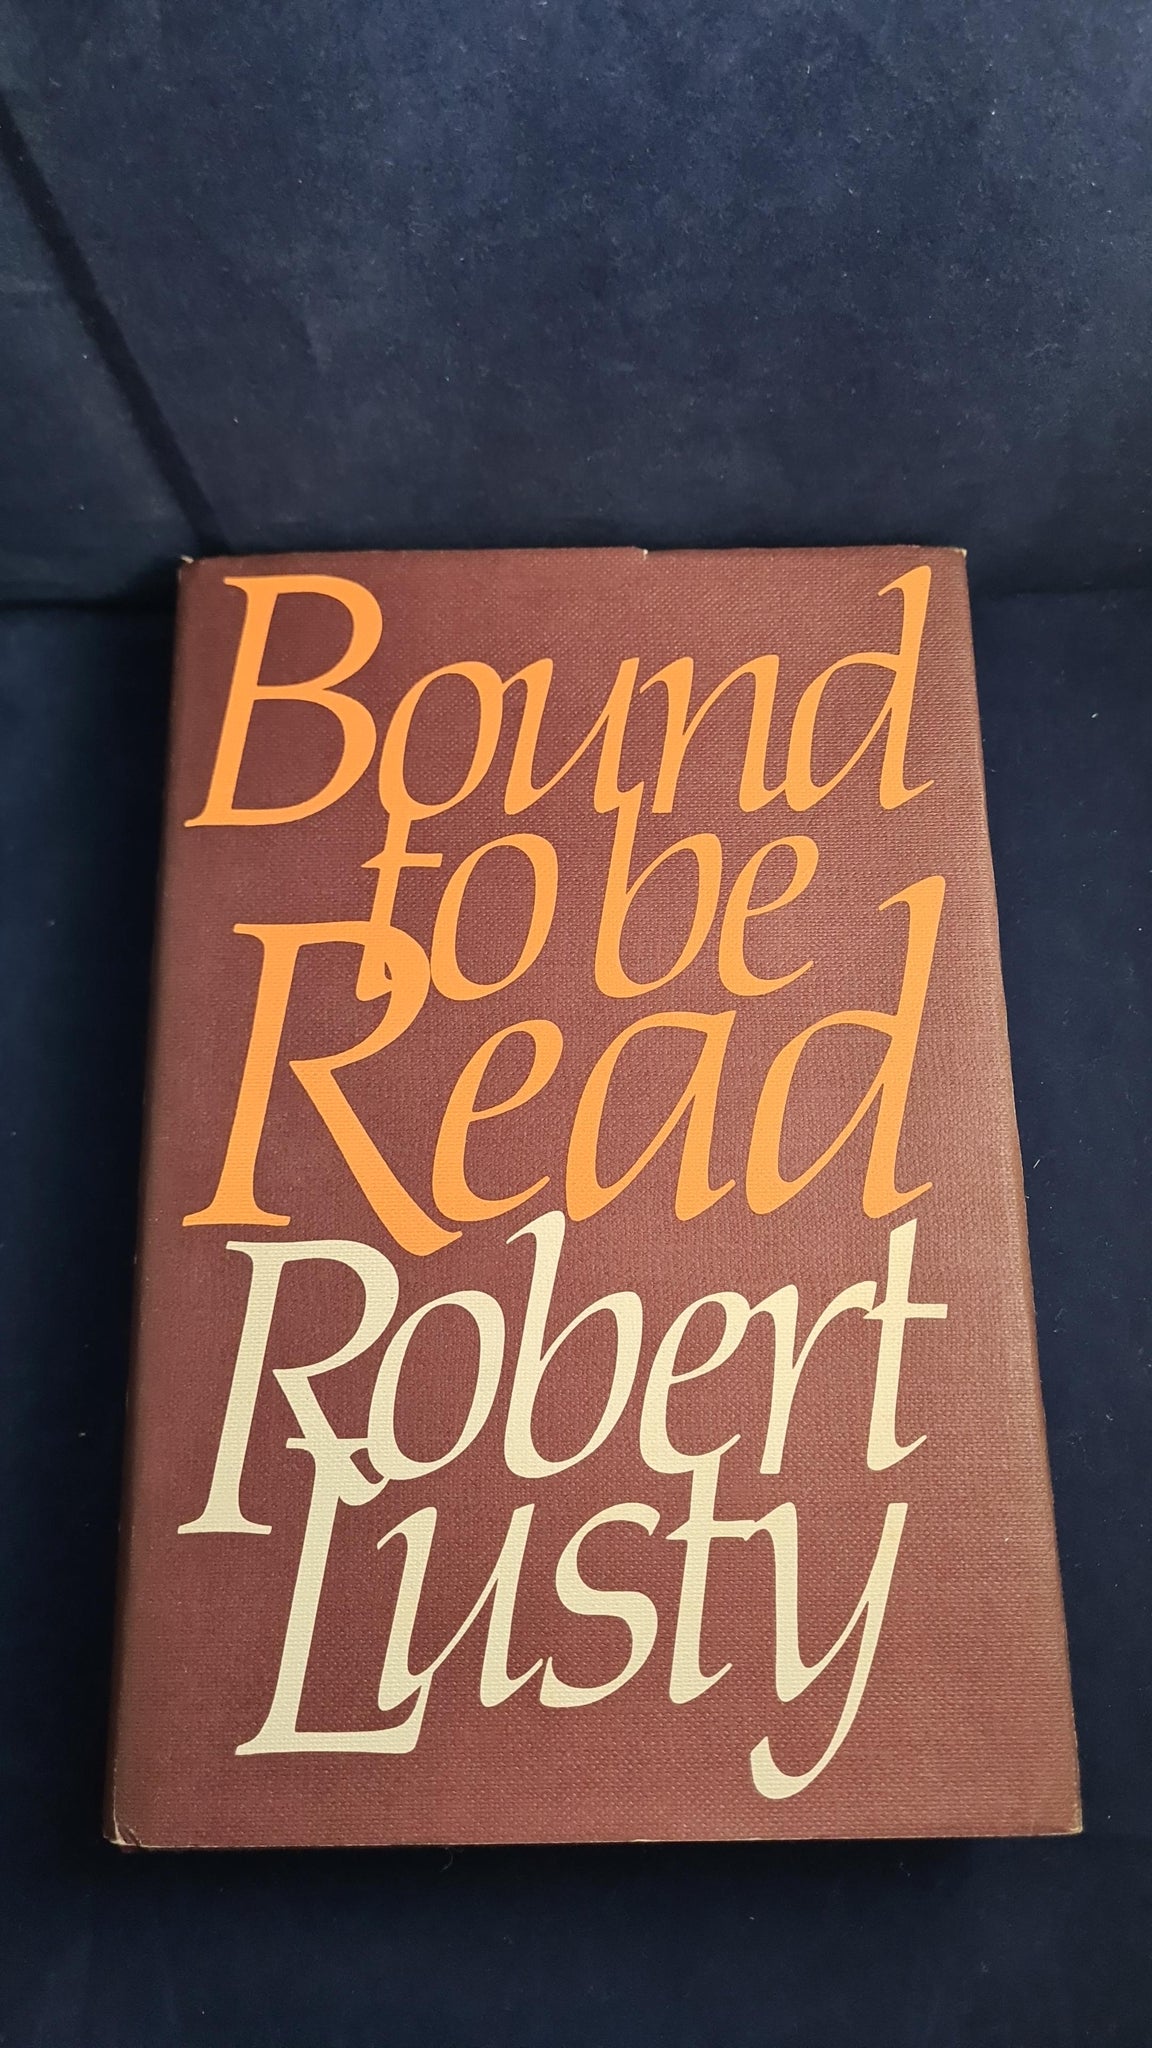 Bound
to be
Read
Robert
Lusty